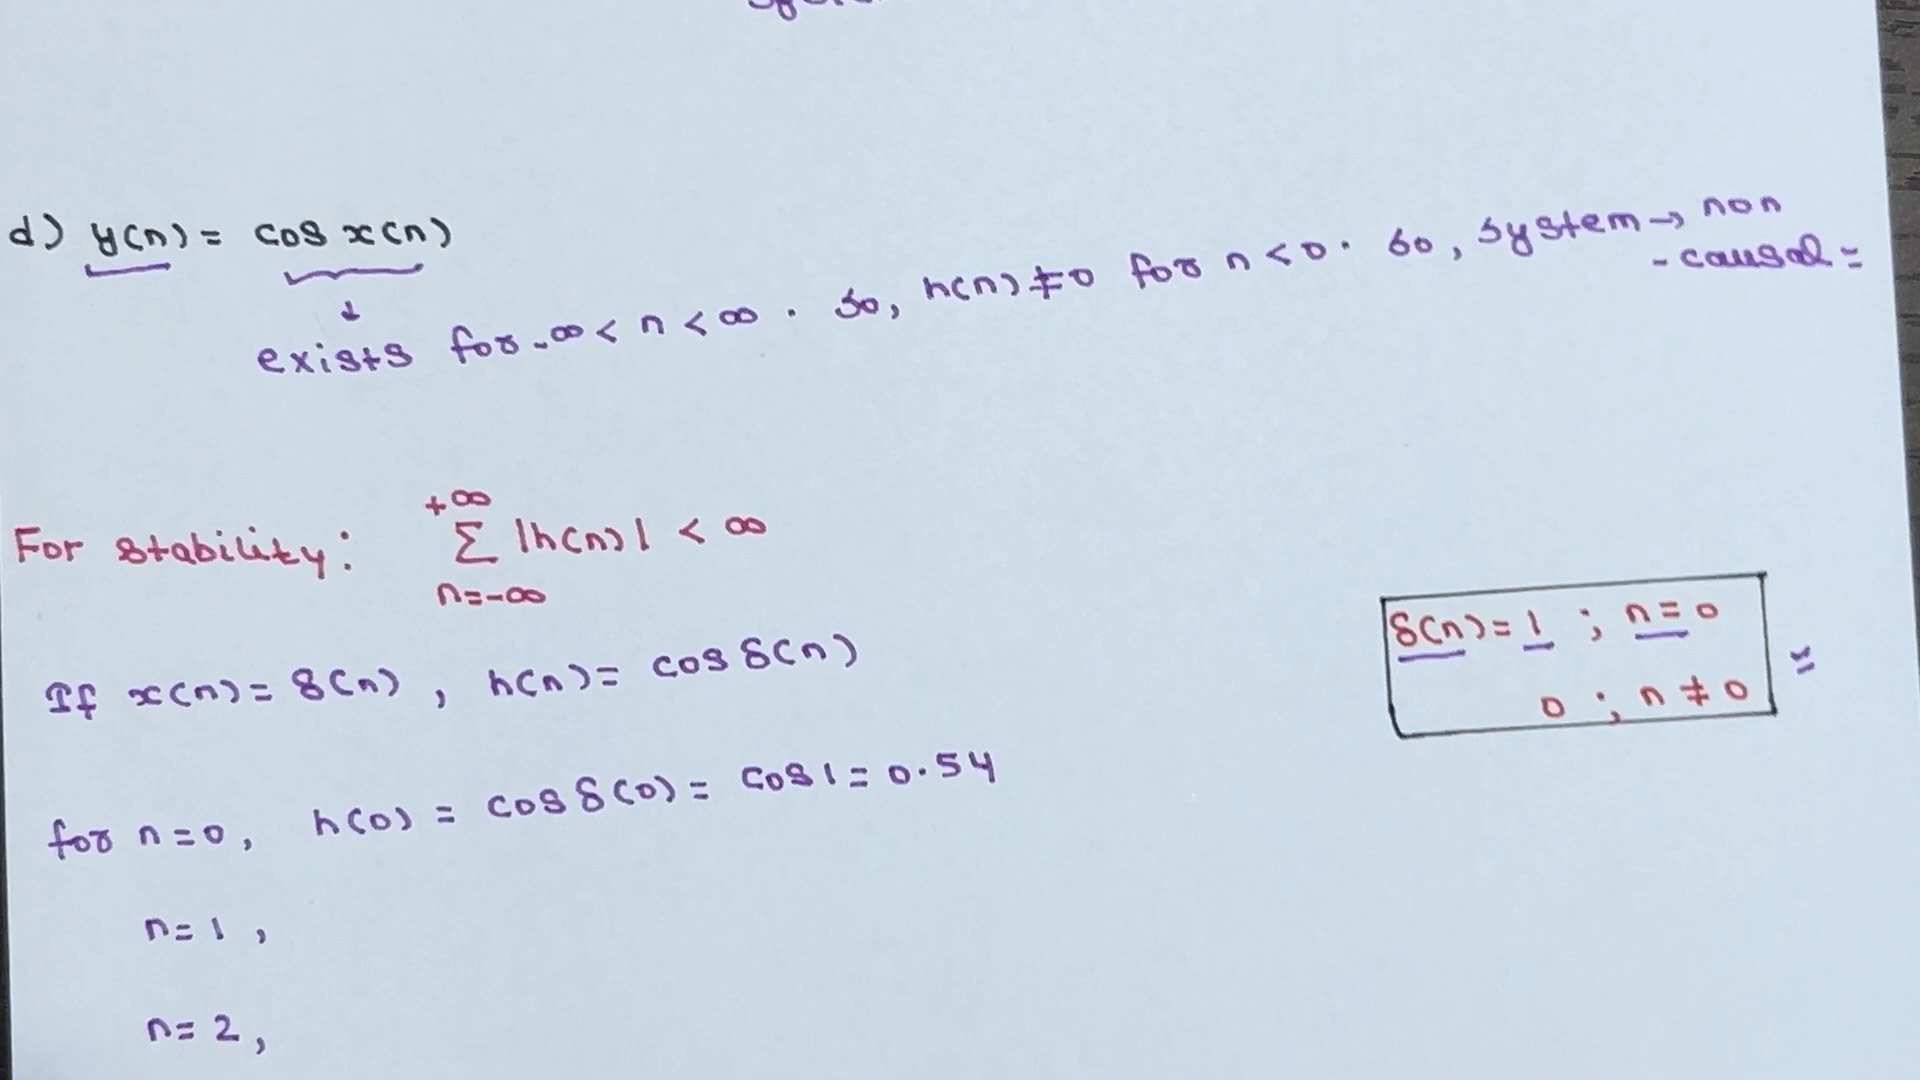 d) y(n) = cos x(n)
exists for -∞ < n < ∞ . So, h(n) ≠ 0 for n < 0 . So, system → non
-causal =
For stability : +∞ Σ n=-∞ |h(n)| < ∞
If x(n) = δ(n) , h(n) = cos δ(n)
δ(n) = 1 ; n = 0
0 ; n ≠ 0
for n = 0 , h(0) = cos δ(0) = cos 1 = 0.54
n = 1 ,
n = 2 ,